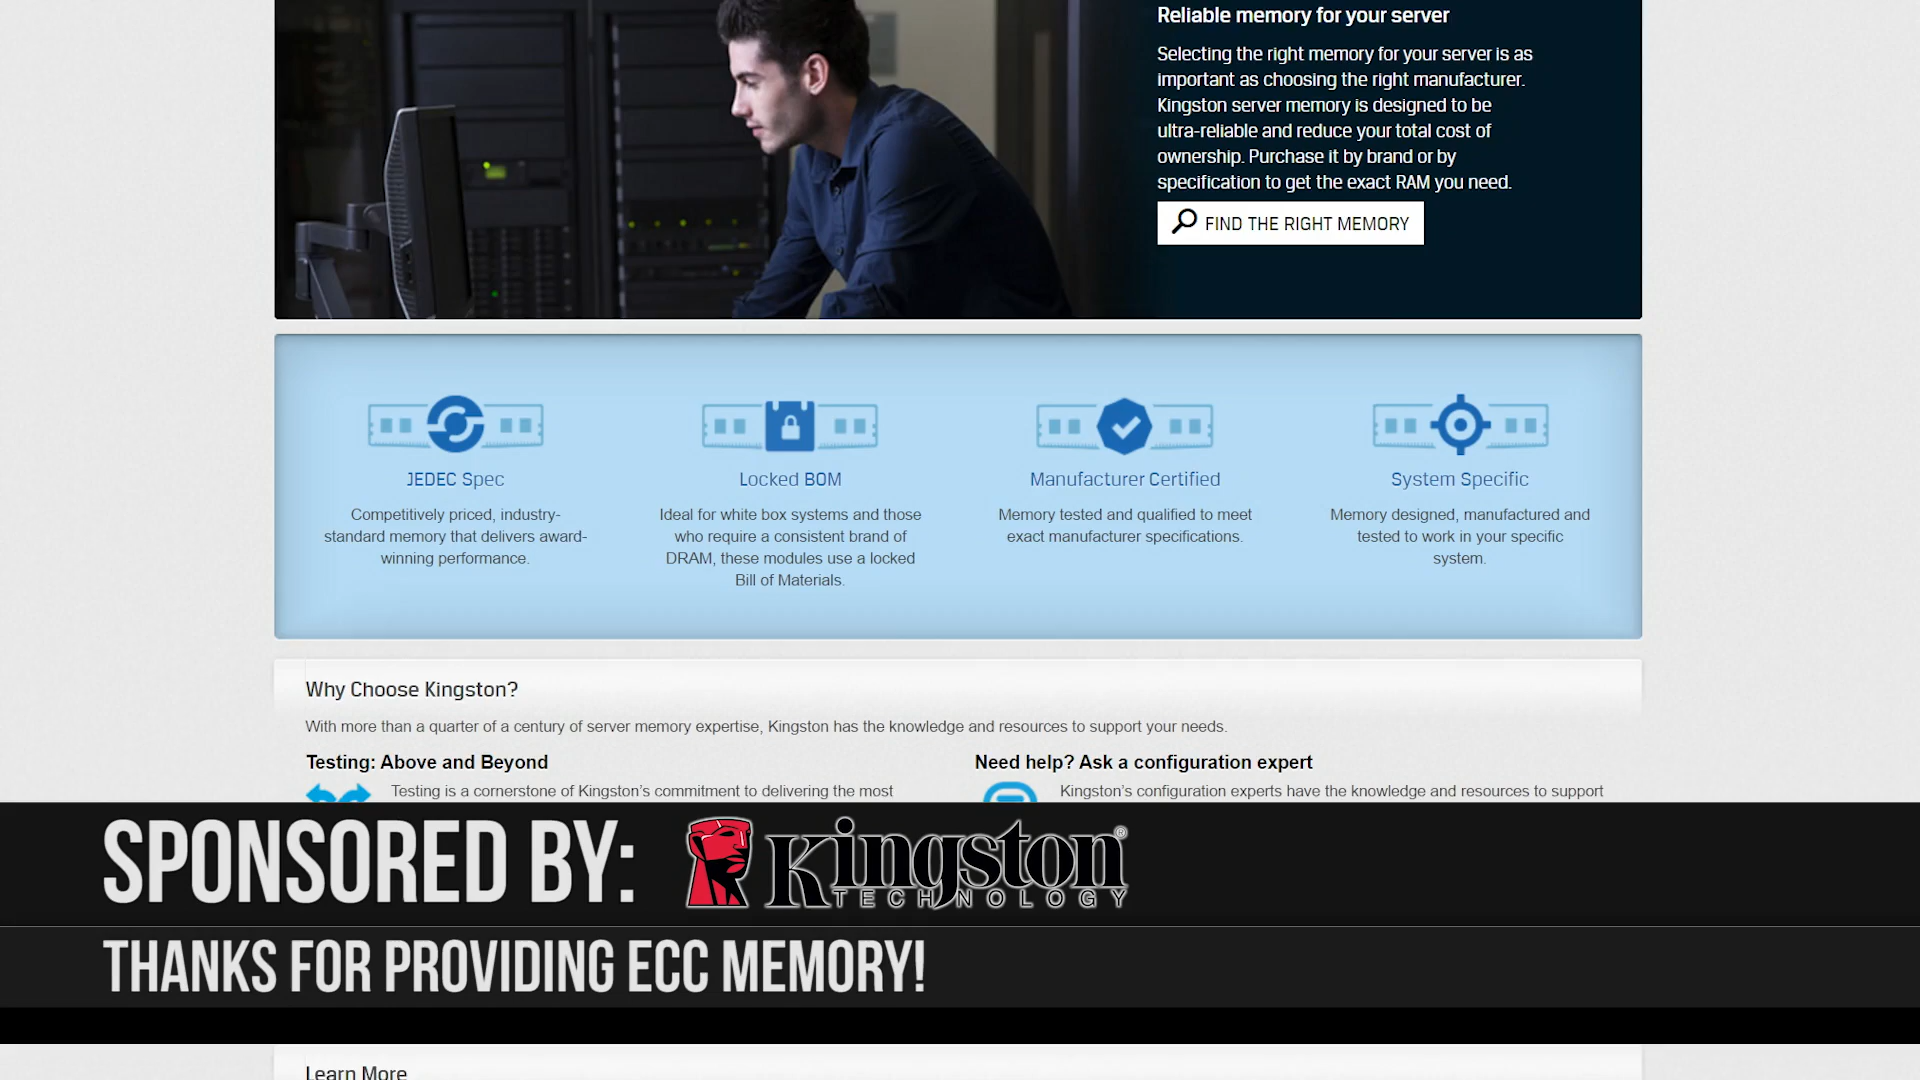 Reliable memory for your server
Selecting the right memory for your server is as
important as choosing the right manufacturer.
Kingston server memory is designed to be
ultra-reliable and reduce your total cost of
ownership. Purchase it by brand or by
specification to get the exact RAM you need.
FIND THE RIGHT MEMORY
JEDEC Spec
Competitively priced, industry-
standard memory that delivers award-
winning performance.
Locked BOM
Ideal for white box systems and those
who require a consistent brand of
DRAM, these modules use a locked
Bill of Materials.
Manufacturer Certified
Memory tested and qualified to meet
exact manufacturer specifications.
System Specific
Memory designed, manufactured and
tested to work in your specific
system.
Why Choose Kingston?
With more than a quarter of a century of server memory expertise, Kingston has the knowledge and resources to support your needs.
Testing: Above and Beyond
Testing is a cornerstone of Kingston's commitment to delivering the most
Need help? Ask a configuration expert
Kingston's configuration experts have the knowledge and resources to support
SPONSORED BY:
Kingston®
TECHNOLOGY
THANKS FOR PROVIDING ECC MEMORY!
Learn More